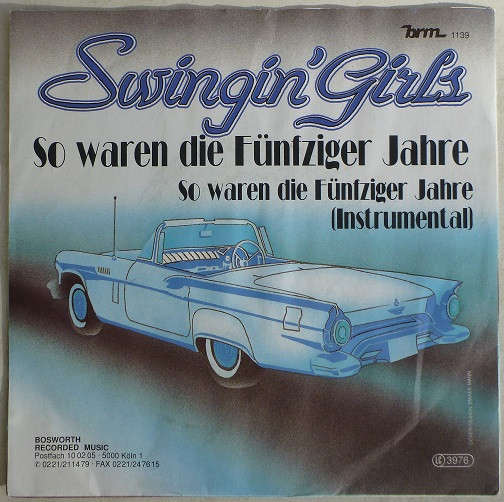 brm 1139
Swingin' Girls
So waren die Fünfziger Jahre
So waren die Fünfziger Jahre
(Instrumental)
BOSWORTH
RECORDED MUSIC
Postfach 10 02 05 · 5000 Köln 1
✆ 0221/211479 · FAX 0221/247615
LC 3976